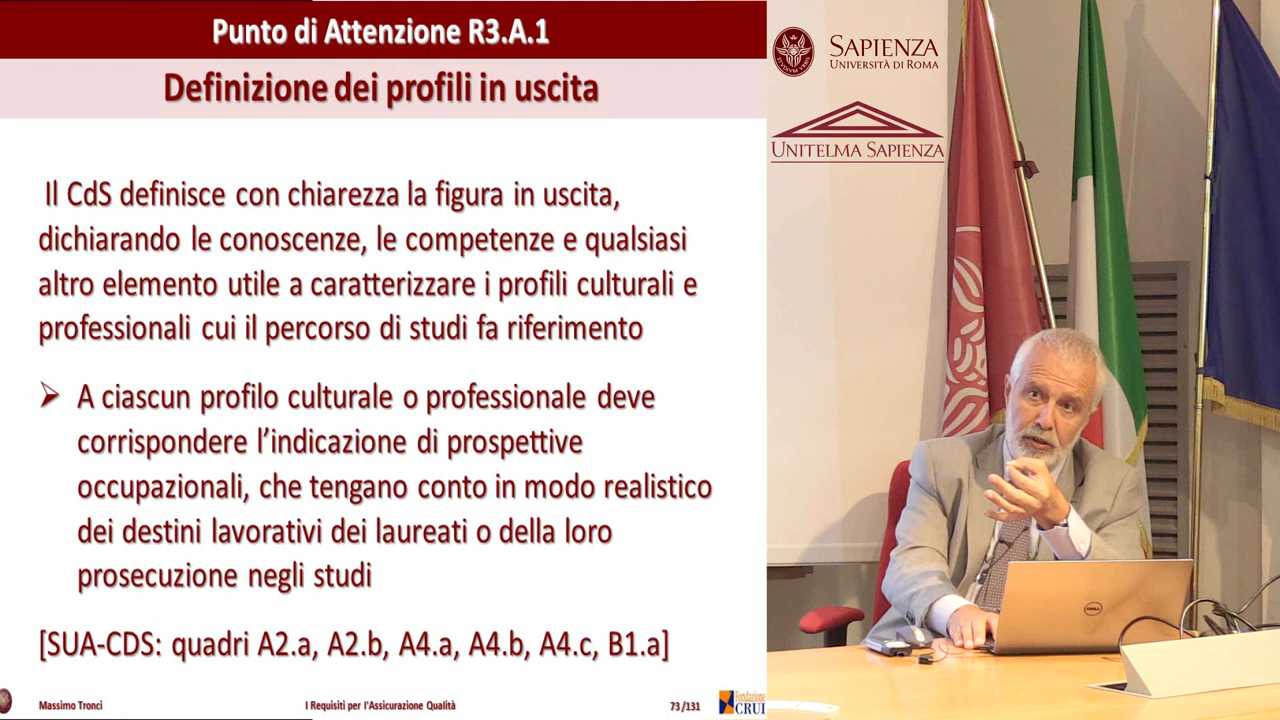 Punto di Attenzione R3.A.1
Definizione dei profili in uscita
Il CdS definisce con chiarezza la figura in uscita,
dichiarando le conoscenze, le competenze e qualsiasi
altro elemento utile a caratterizzare i profili culturali e
professionali cui il percorso di studi fa riferimento
A ciascun profilo culturale o professionale deve
corrispondere l'indicazione di prospettive
occupazionali, che tengano conto in modo realistico
dei destini lavorativi dei laureati o della loro
prosecuzione negli studi
[SUA-CDS: quadri A2.a, A2.b, A4.a, A4.b, A4.c, B1.a]
Massimo Tronci
I Requisiti per l'Assicurazione Qualità
73 /131
Fondazione
CRUI
SAPIENZA
UNIVERSITÀ DI ROMA
UNITELMA SAPIENZA
DELL